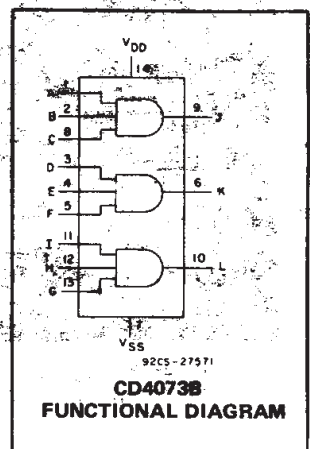 VDD
14
A
B 2
C 8
9 J
D 3
E 4
F 5
6 K
I 11
H 12
G 13
10 L
VSS
92CS-27571
CD4073B
FUNCTIONAL DIAGRAM